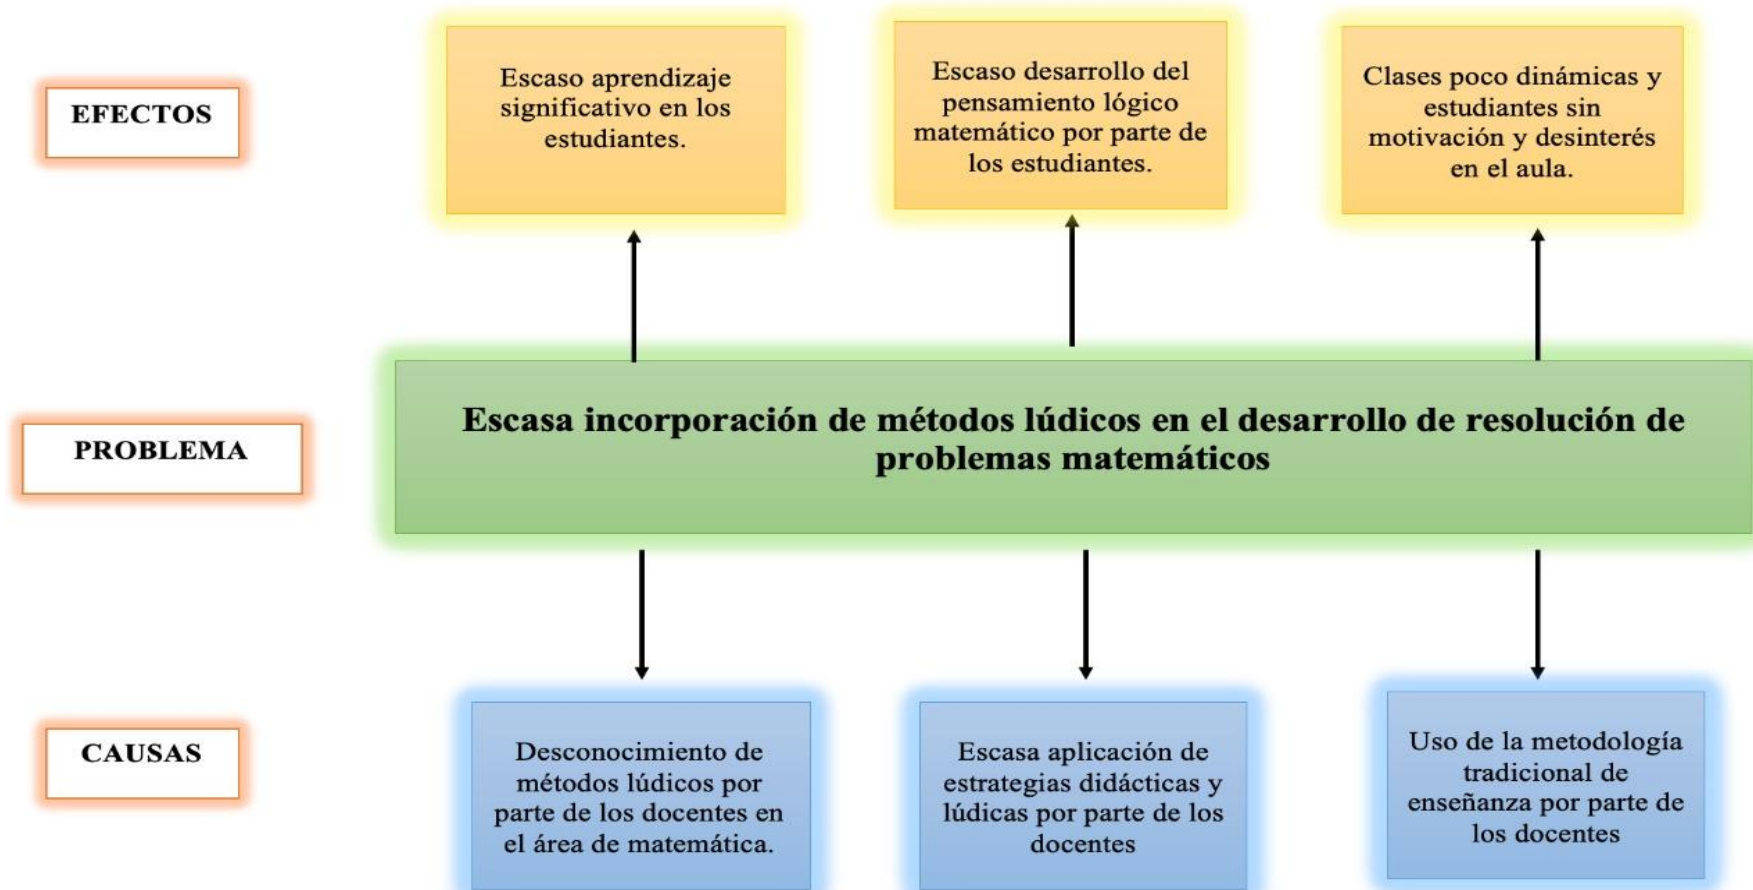 EFECTOS
Escaso aprendizaje
significativo en los
estudiantes.
Escaso desarrollo del
pensamiento lógico
matemático por parte de
los estudiantes.
Clases poco dinámicas y
estudiantes sin
motivación y desinterés
en el aula.
PROBLEMA
Escasa incorporación de métodos lúdicos en el desarrollo de resolución de
problemas matemáticos
CAUSAS
Desconocimiento de
métodos lúdicos por
parte de los docentes en
el área de matemática.
Escasa aplicación de
estrategias didácticas y
lúdicas por parte de los
docentes
Uso de la metodología
tradicional de
enseñanza por parte de
los docentes